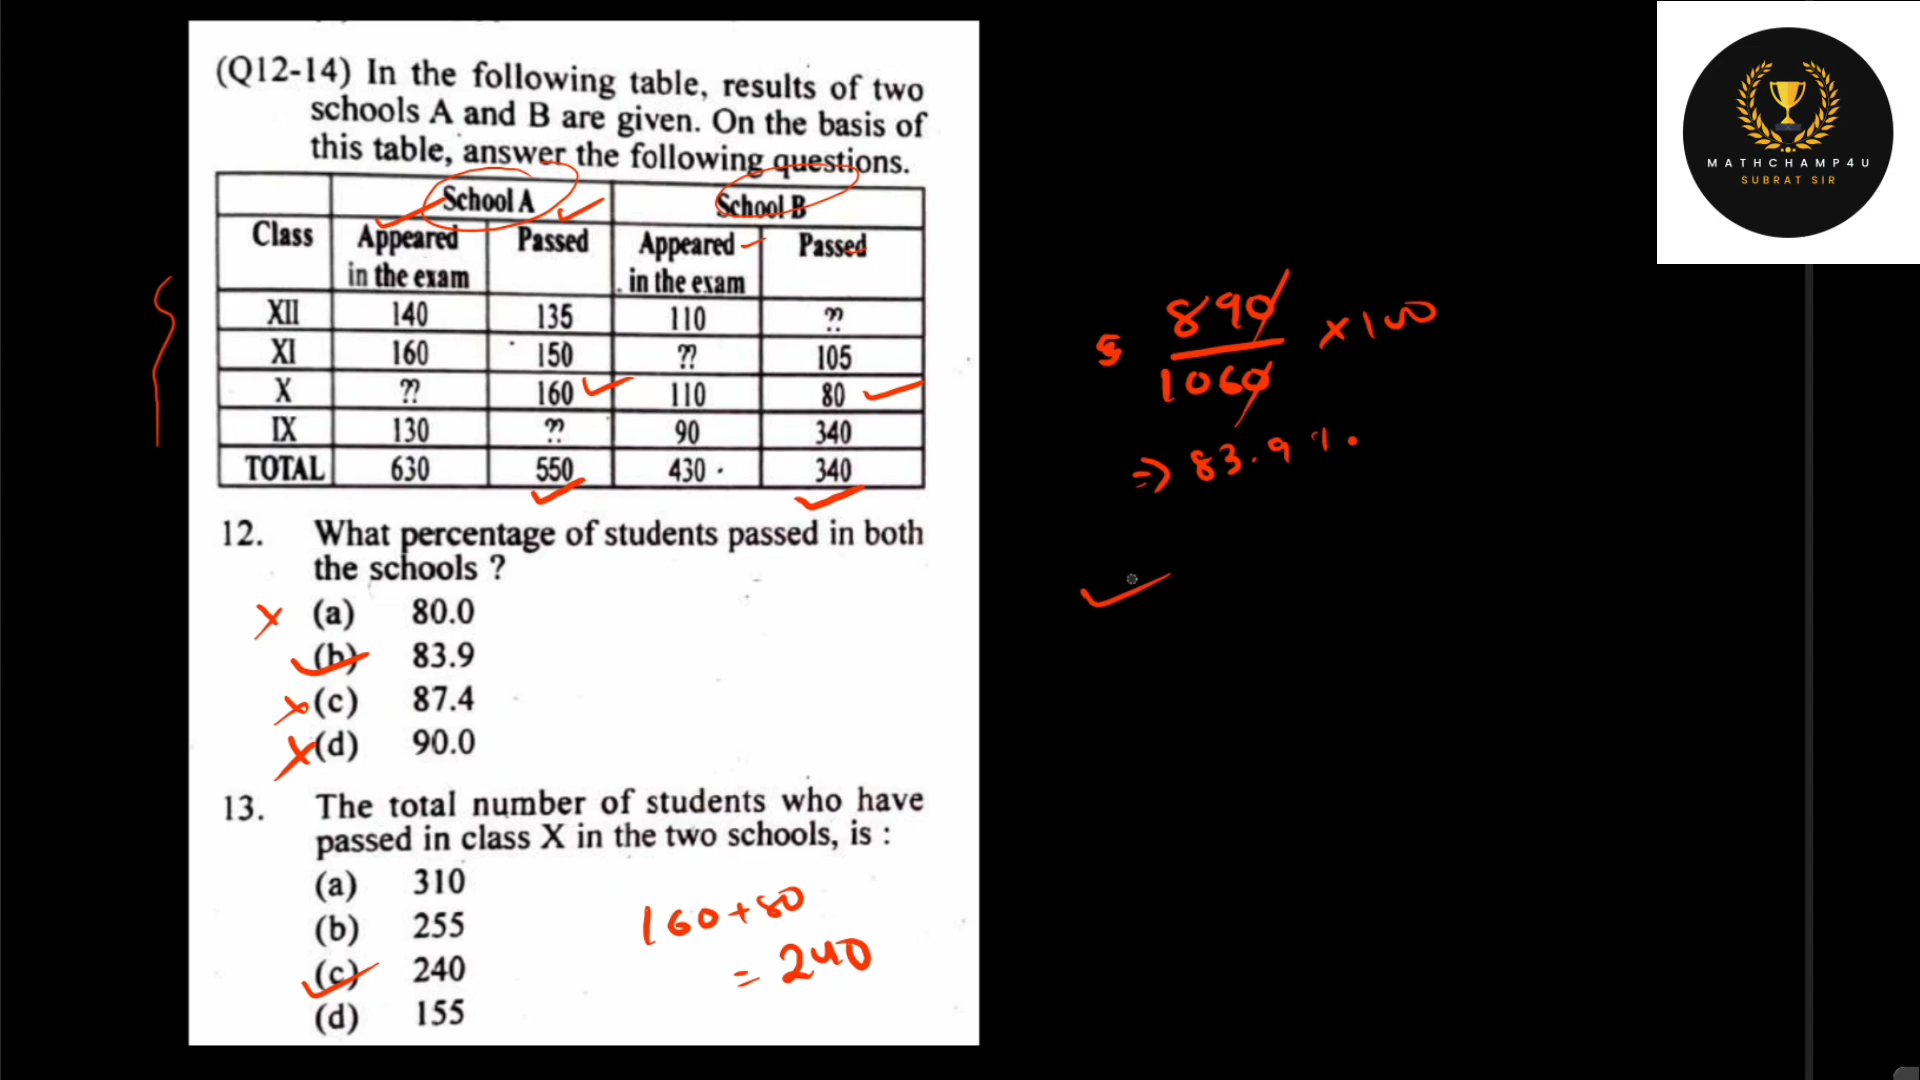 (Q12-14) In the following table, results of two
schools A and B are given. On the basis of
this table, answer the following questions.
School A School B
Class Appeared in the exam Passed Appeared in the exam Passed
XII 140 135 110 ??
XI 160 150 ?? 105
X ?? 160 110 80
IX 130 ?? 90 340
TOTAL 630 550 430 340
12. What percentage of students passed in both
the schools ?
(a) 80.0
(b) 83.9
(c) 87.4
(d) 90.0
13. The total number of students who have
passed in class X in the two schools, is :
(a) 310
(b) 255
(c) 240
(d) 155
160+80
= 240
890
1060
×100
=> 83.9%.
MATHCHAMP4U
SUBRAT SIR